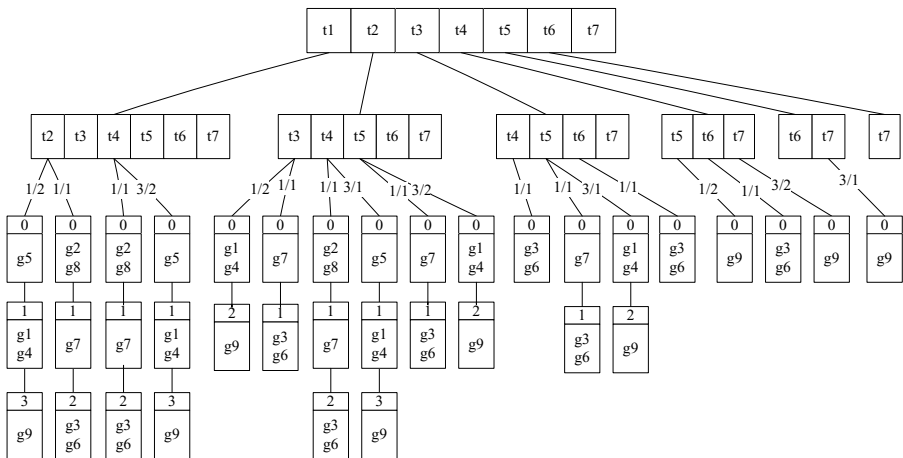 t1 t2 t3 t4 t5 t6 t7
t2 t3 t4 t5 t6 t7 t3 t4 t5 t6 t7 t4 t5 t6 t7 t5 t6 t7 t6 t7 t7
1/2 1/1 1/1 3/2 1/2 1/1 1/1 3/1 1/1 3/2 1/1 1/1 3/1 1/1 1/2 1/1 3/2 3/1
0 0 0 0 0 0 0 0 0 0 0 0 0 0 0 0 0 0
g5 g2 g2 g5 g1 g7 g2 g5 g7 g1 g3 g7 g1 g3 g9 g3 g9 g9
g8 g8 g4 g8 g4 g6 g4 g6 g6
1 1 1 1 2 1 1 1 1 2 1 2
g1 g7 g7 g1 g9 g3 g7 g1 g3 g9 g3 g9
g4 g4 g6 g4 g6 g6
3 2 2 3 2 3
g9 g3 g3 g9 g3 g9
g6 g6 g6